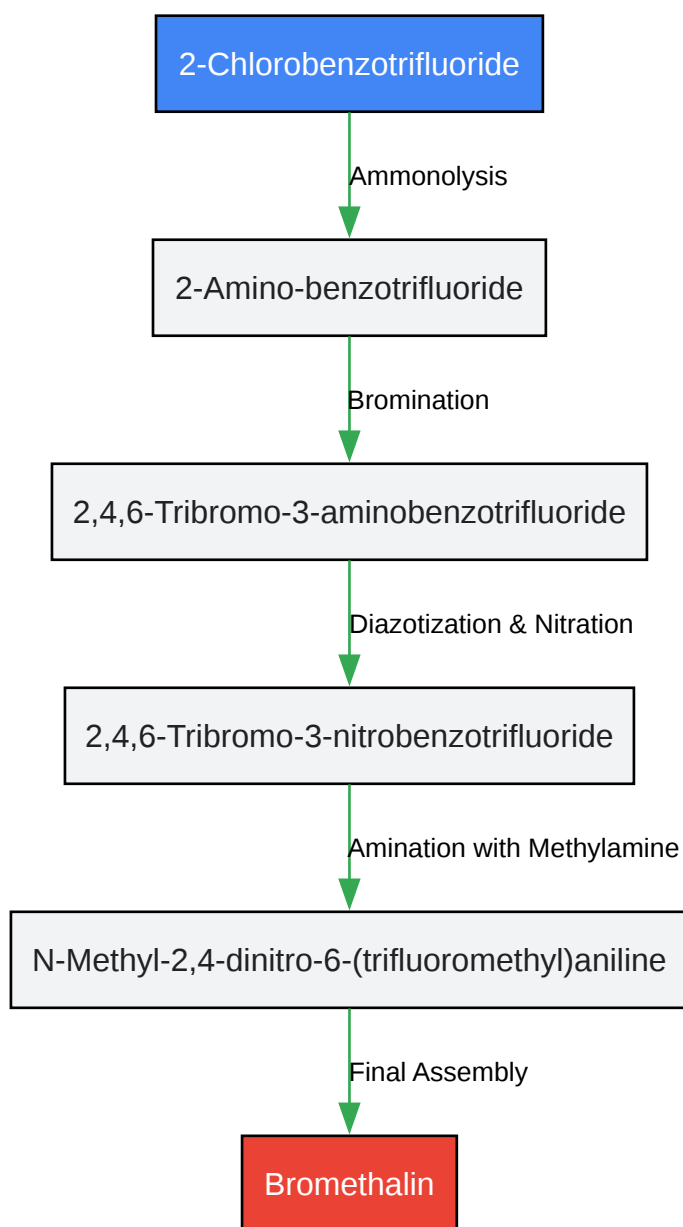 2-Chlorobenzotrifluoride
Ammonolysis
2-Amino-benzotrifluoride
Bromination
2,4,6-Tribromo-3-aminobenzotrifluoride
Diazotization & Nitration
2,4,6-Tribromo-3-nitrobenzotrifluoride
Amination with Methylamine
N-Methyl-2,4-dinitro-6-(trifluoromethyl)aniline
Final Assembly
Bromethalin